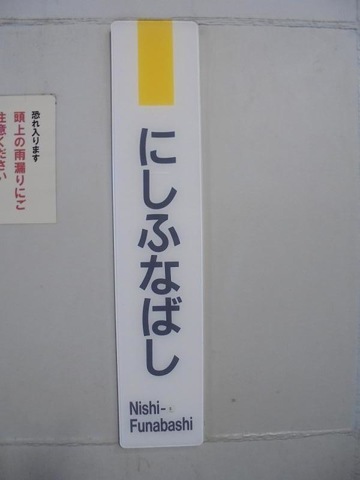 恐れ入ります
頭上の雨漏りにご
注意ください
にしふなばし
Nishi-
Funabashi